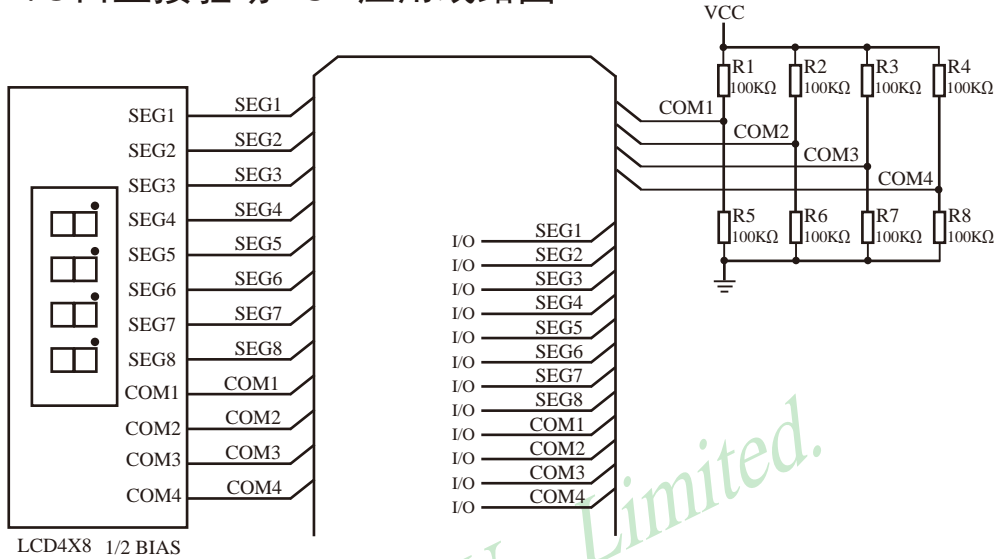 VCC
R1 R2 R3 R4
100KΩ 100KΩ 100KΩ 100KΩ
COM1
COM2
COM3
COM4
R5 R6 R7 R8
100KΩ 100KΩ 100KΩ 100KΩ
SEG1 SEG1
SEG2 SEG2
SEG3 SEG3
SEG4 SEG4
SEG5 SEG5
SEG6 SEG6
SEG7 SEG7
SEG8 SEG8
COM1 COM1
COM2 COM2
COM3 COM3
COM4 COM4
I/O SEG1
I/O SEG2
I/O SEG3
I/O SEG4
I/O SEG5
I/O SEG6
I/O SEG7
I/O SEG8
I/O COM1
I/O COM2
I/O COM3
I/O COM4
LCD4X8 1/2 BIAS
Limited.